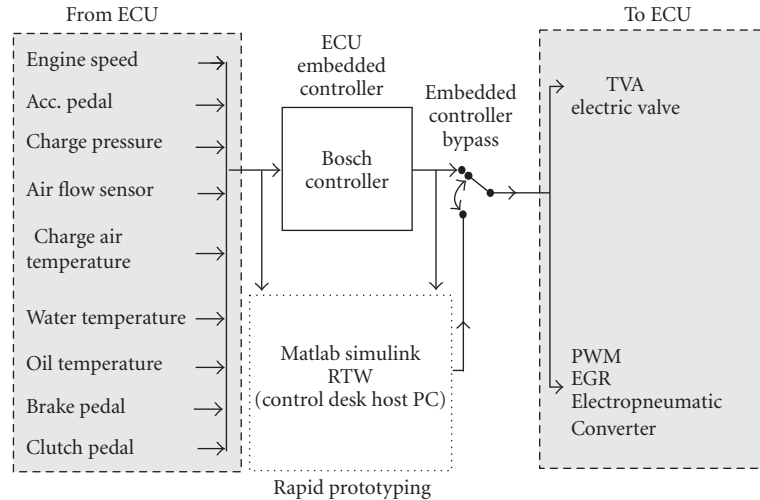 From ECU
Engine speed
Acc. pedal
Charge pressure
Air flow sensor
Charge air
temperature
Water temperature
Oil temperature
Brake pedal
Clutch pedal
ECU
embedded
controller
Bosch
controller
Embedded
controller
bypass
Matlab simulink
RTW
(control desk host PC)
Rapid prototyping
To ECU
TVA
electric valve
PWM
EGR
Electropneumatic
Converter